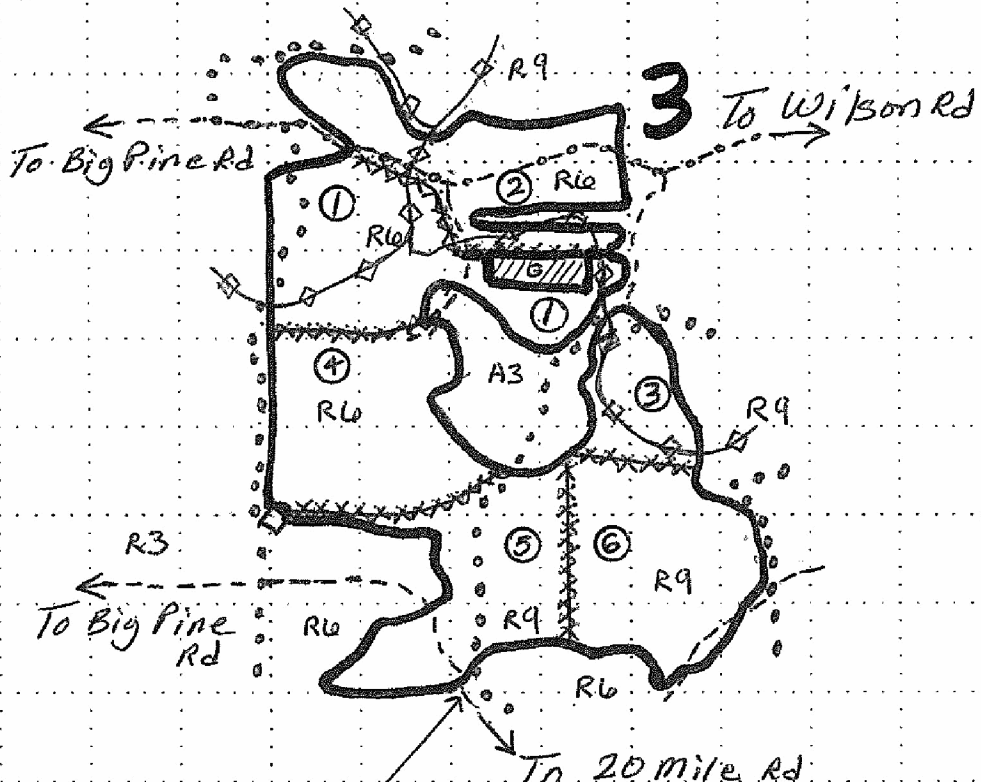 R9
3
To Wilson Rd
To Big Pine Rd
①
② R6
R6
G
①
④
A3
③
R6
R9
R3
⑤
⑥
R9
To Big Pine
Rd
R6
R9
R6
To 20 Mile Rd